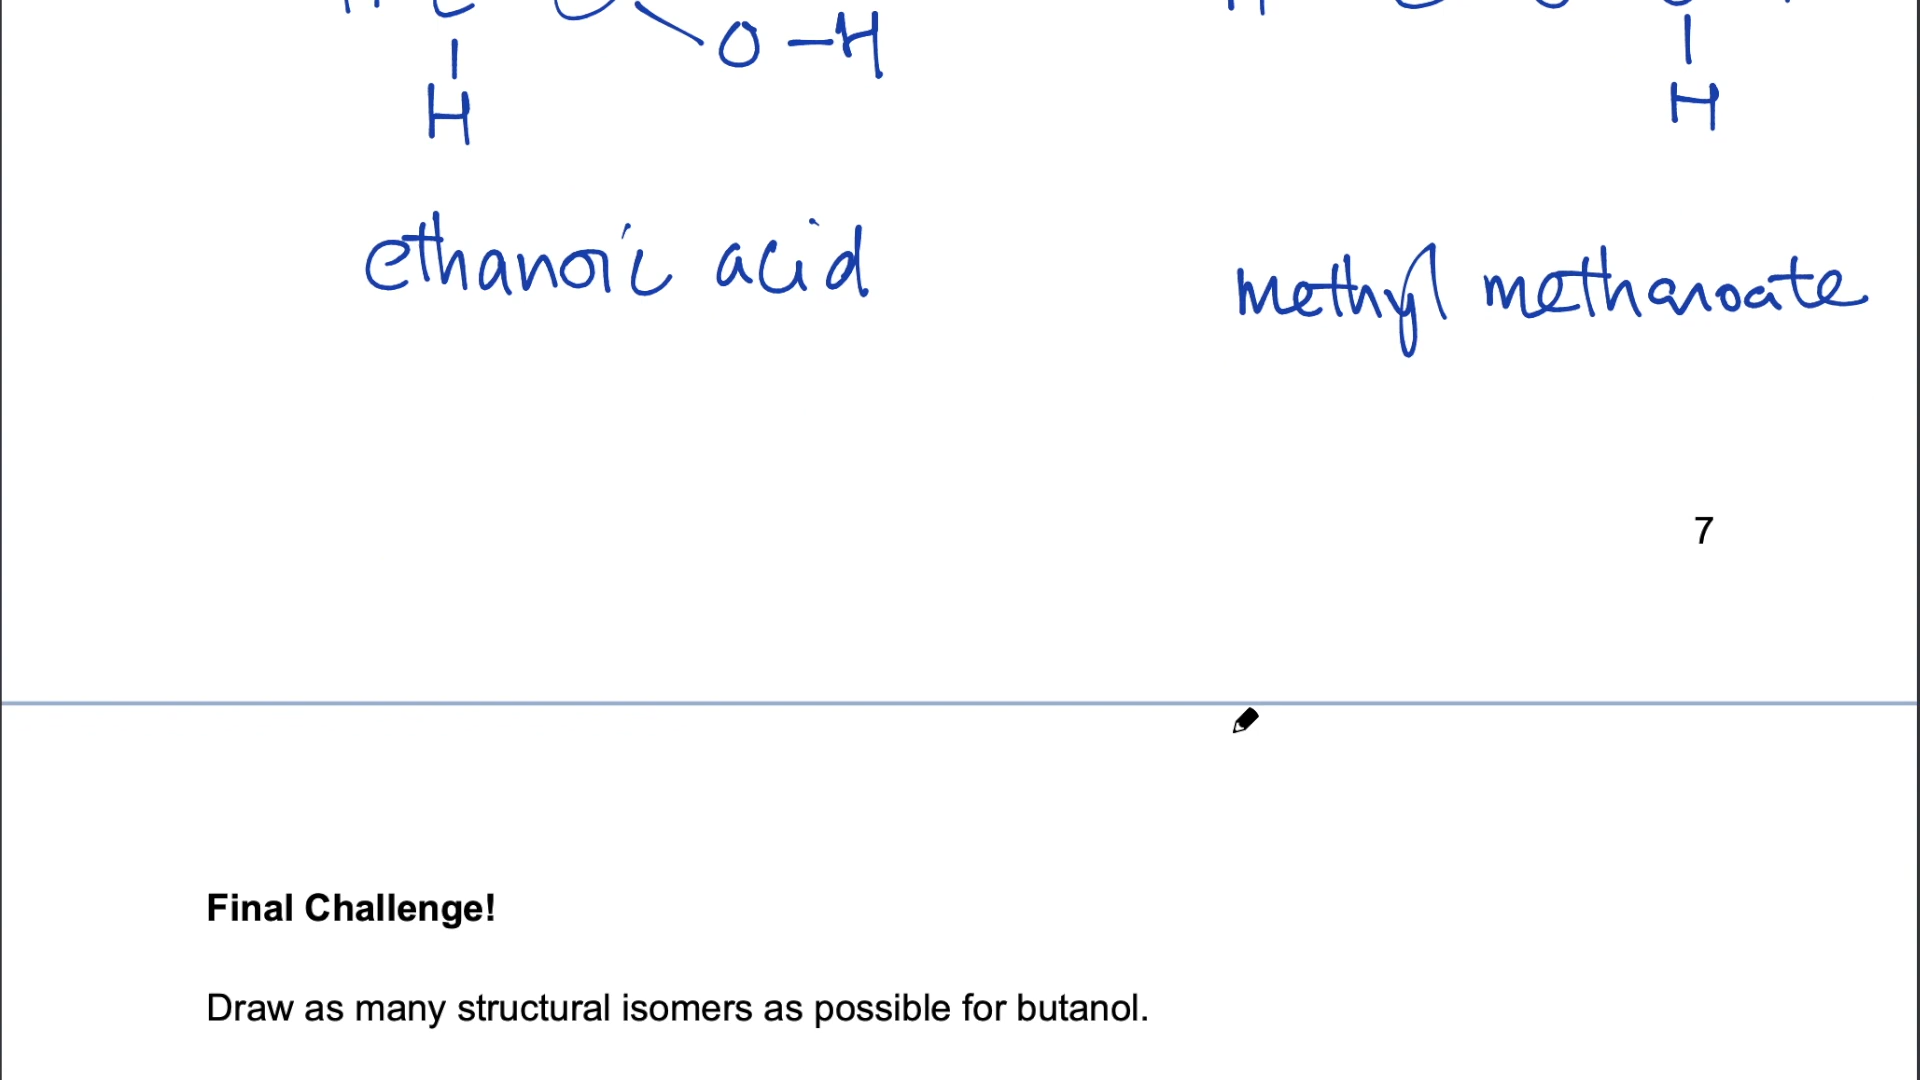 O-H
H
H
ethanoic acid
methyl methanoate
7
Final Challenge!
Draw as many structural isomers as possible for butanol.